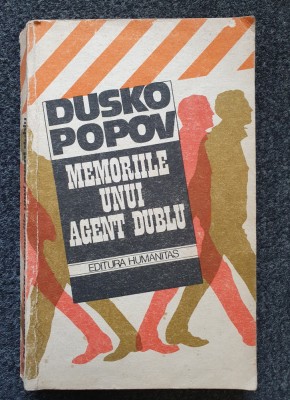 DUSKO
POPOV
MEMORIILE
UNUI
AGENT DUBLU
EDITURA HUMANITAS